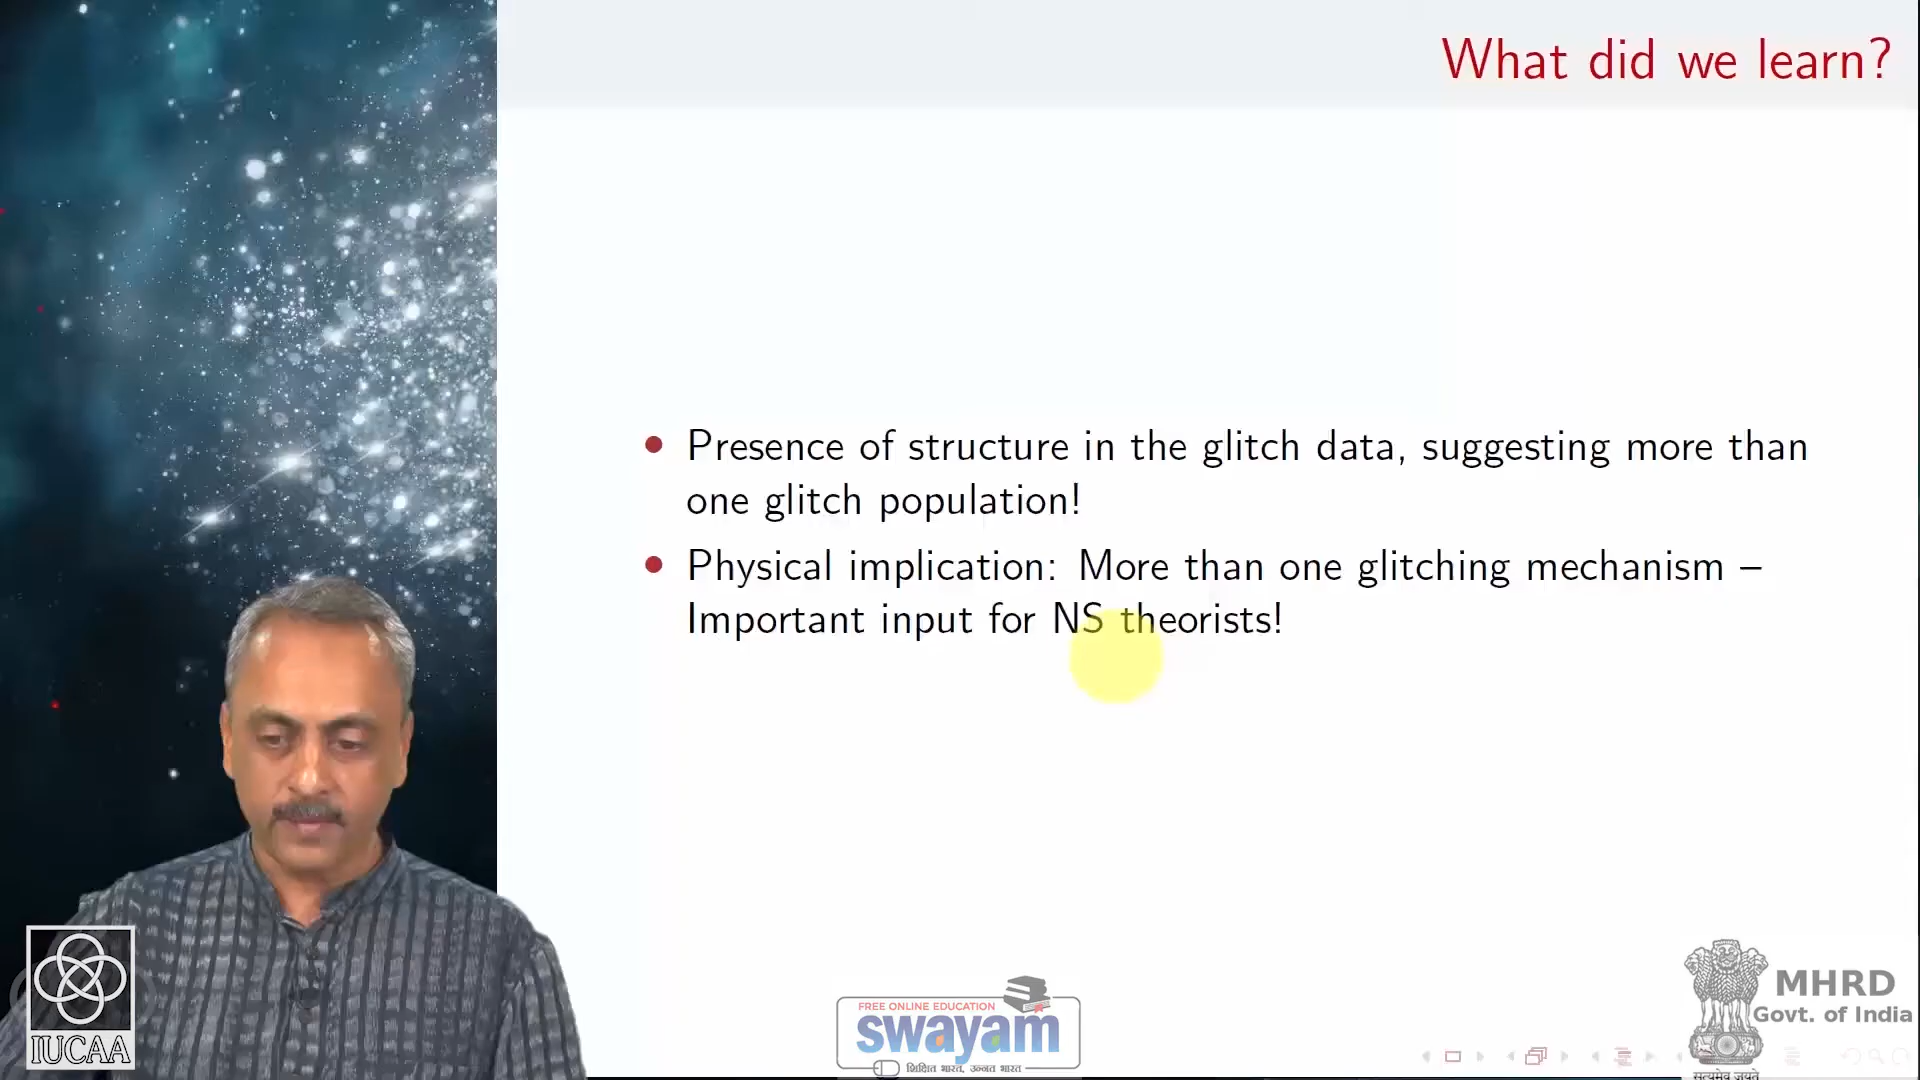 What did we learn?
• Presence of structure in the glitch data, suggesting more than
one glitch population!
• Physical implication: More than one glitching mechanism –
Important input for NS theorists!
IUCAA
FREE ONLINE EDUCATION
swayam
शिक्षित भारत, उन्नत भारत
MHRD
Govt. of India
सत्यमेव जयते